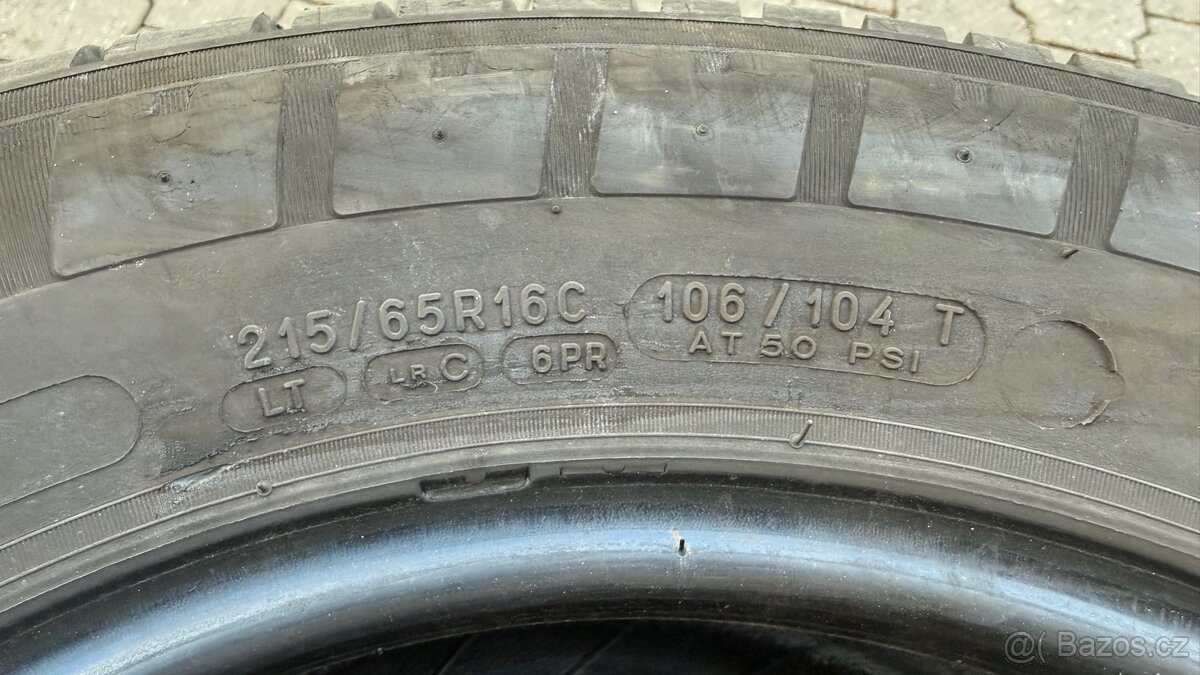 215/65R16C
106/104 T
AT 50 PSI
LT
LR C
6PR
@( Bazos.cz